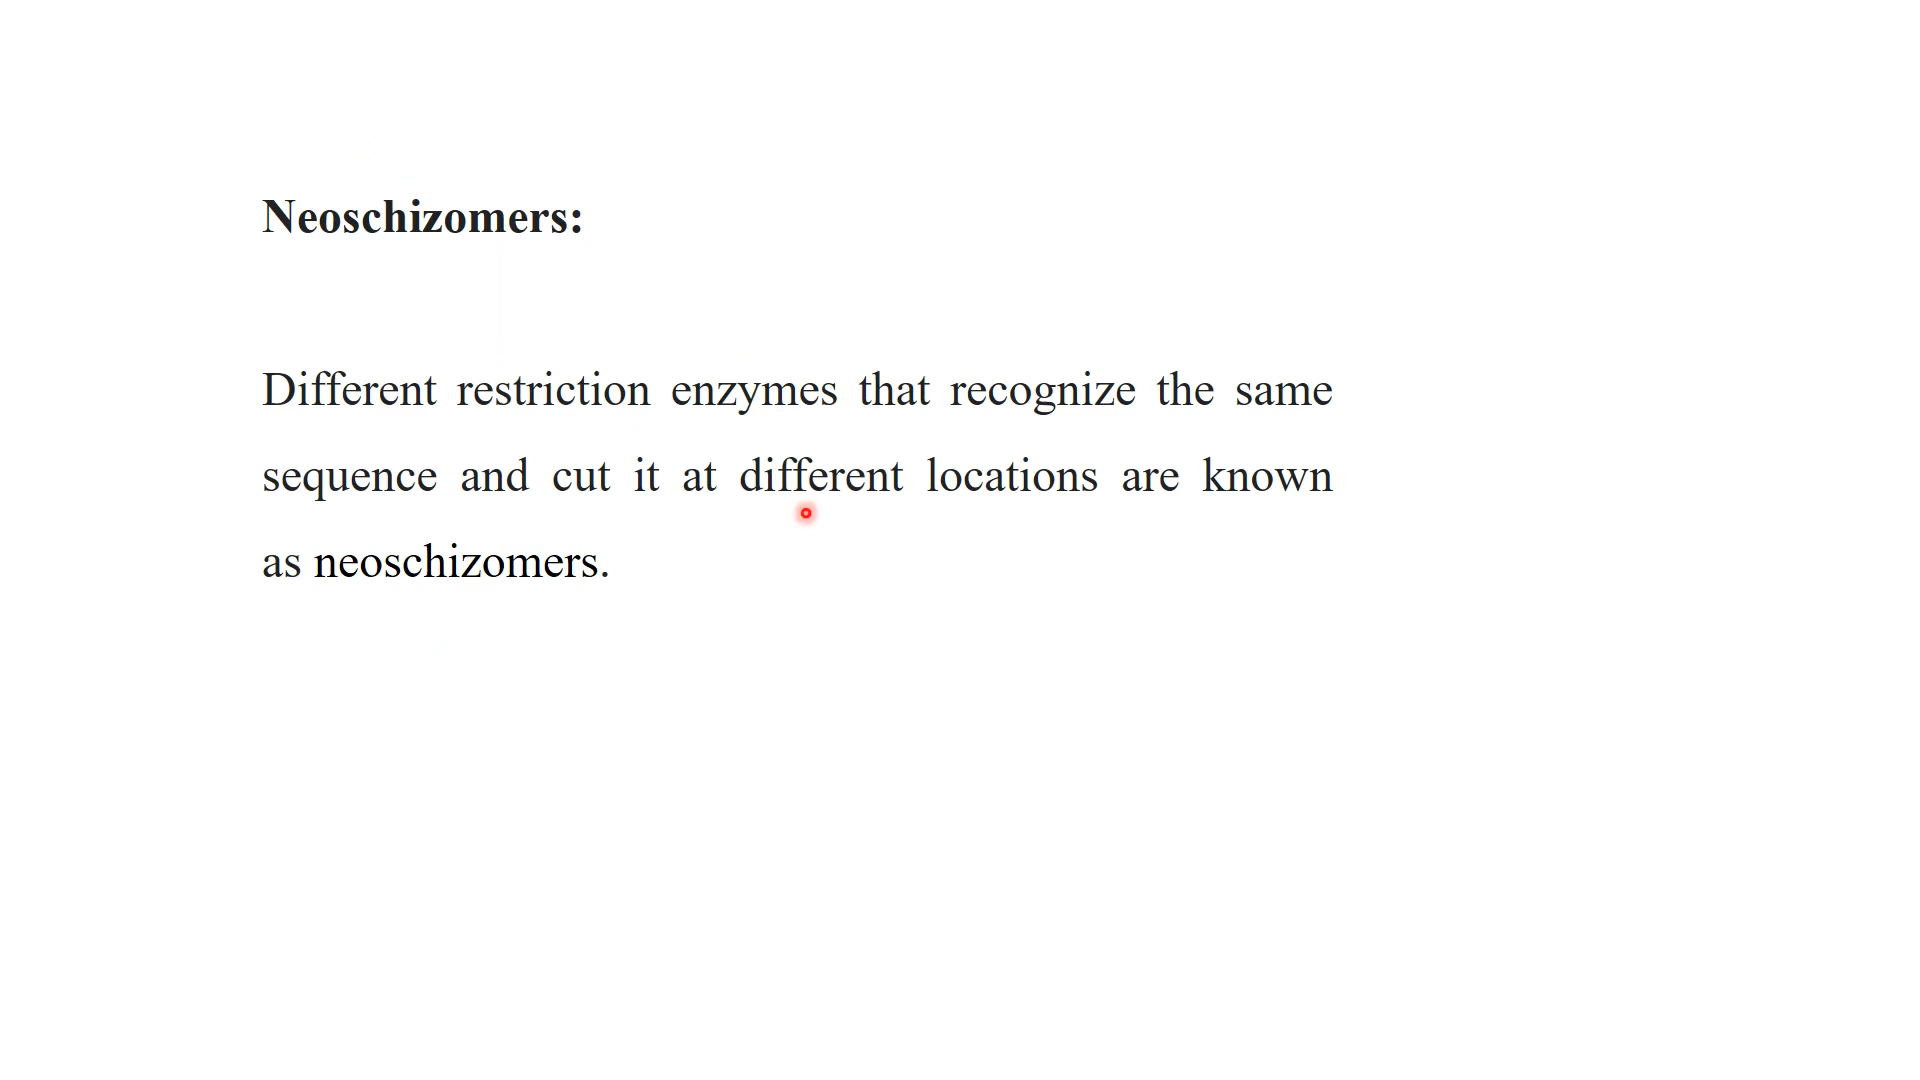 Neoschizomers:
Different restriction enzymes that recognize the same
sequence and cut it at different locations are known
as neoschizomers.